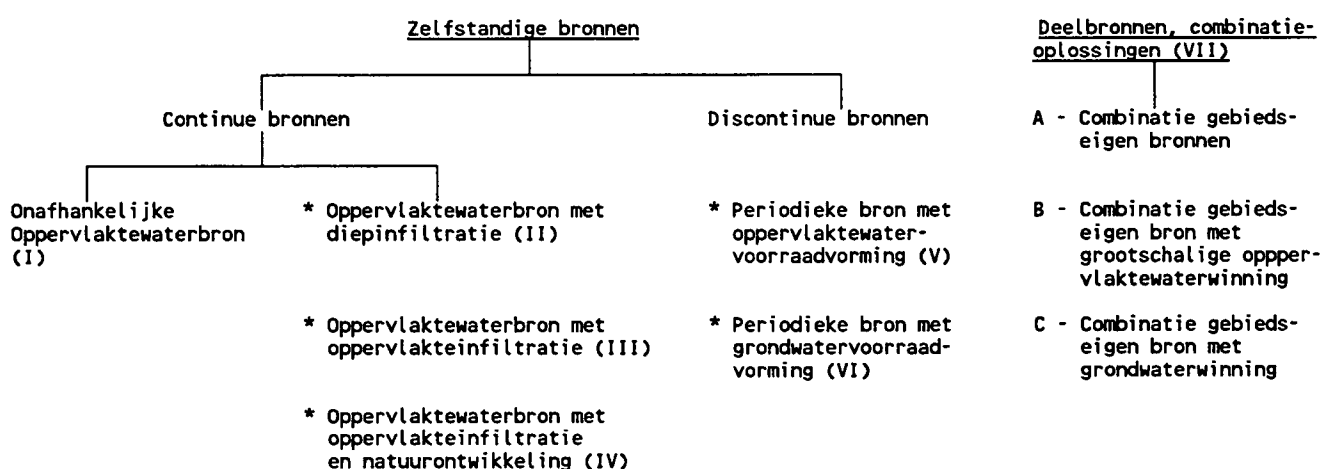 Zelfstandige bronnen
Deelbronnen, combinatie-
oplossingen (VII)
Continue bronnen
Discontinue bronnen
A - Combinatie gebieds-
eigen bronnen
Onafhankelijke
Oppervlaktewaterbron
(I)
* Oppervlaktewaterbron met
diepinfiltratie (II)
* Oppervlaktewaterbron met
oppervlakteinfiltratie (III)
* Oppervlaktewaterbron met
oppervlakteinfiltratie
en natuurontwikkeling (IV)
* Periodieke bron met
oppervlaktewater-
voorraadvorming (V)
* Periodieke bron met
grondwatervoorraad-
vorming (VI)
B - Combinatie gebieds-
eigen bron met
grootschalige opppер-
vlaktewaterwinning
C - Combinatie gebieds-
eigen bron met
grondwaterwinning